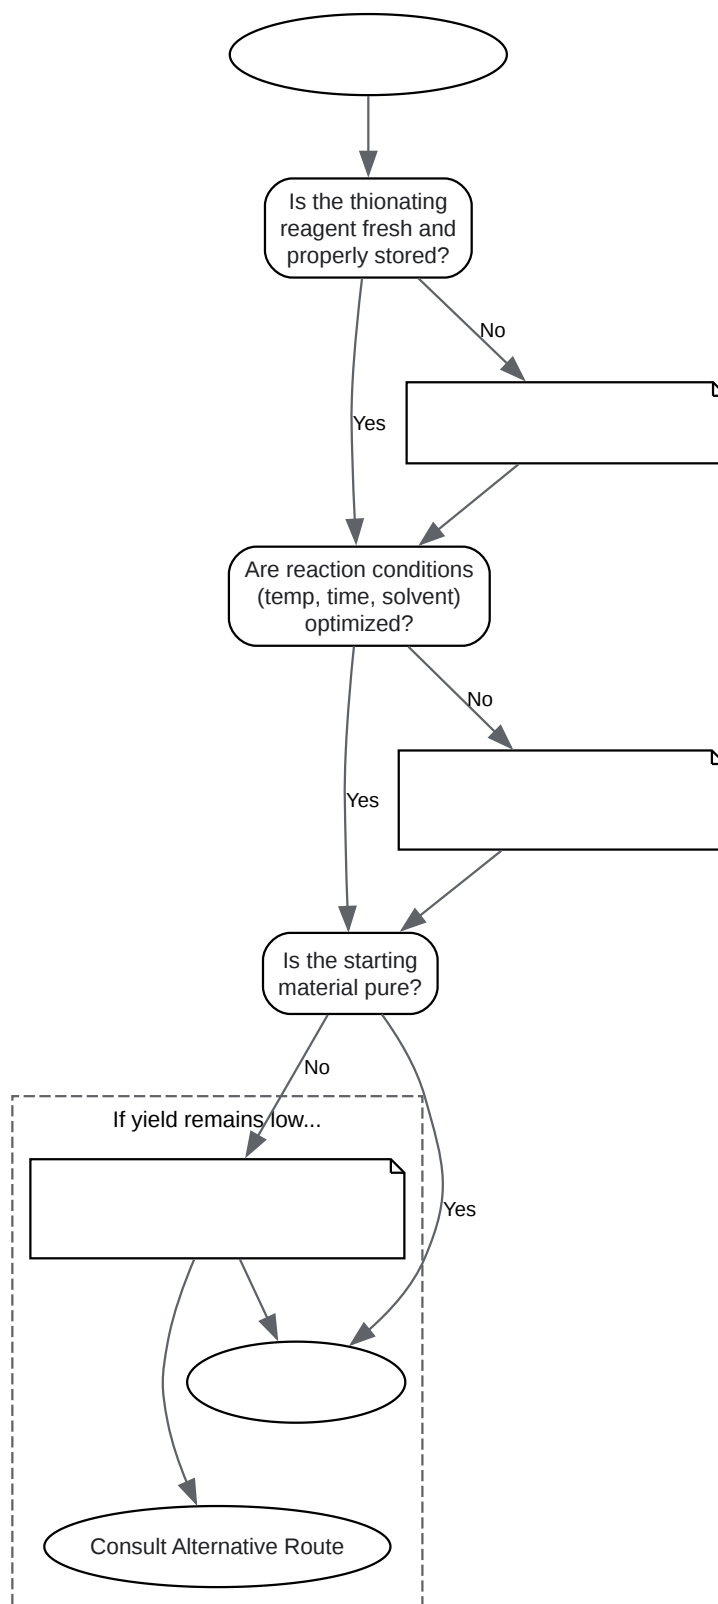 Is the thionating
reagent fresh and
properly stored?
No
Yes
Are reaction conditions
(temp, time, solvent)
optimized?
No
Yes
Is the starting
material pure?
No
If yield remains low...
Yes
Consult Alternative Route